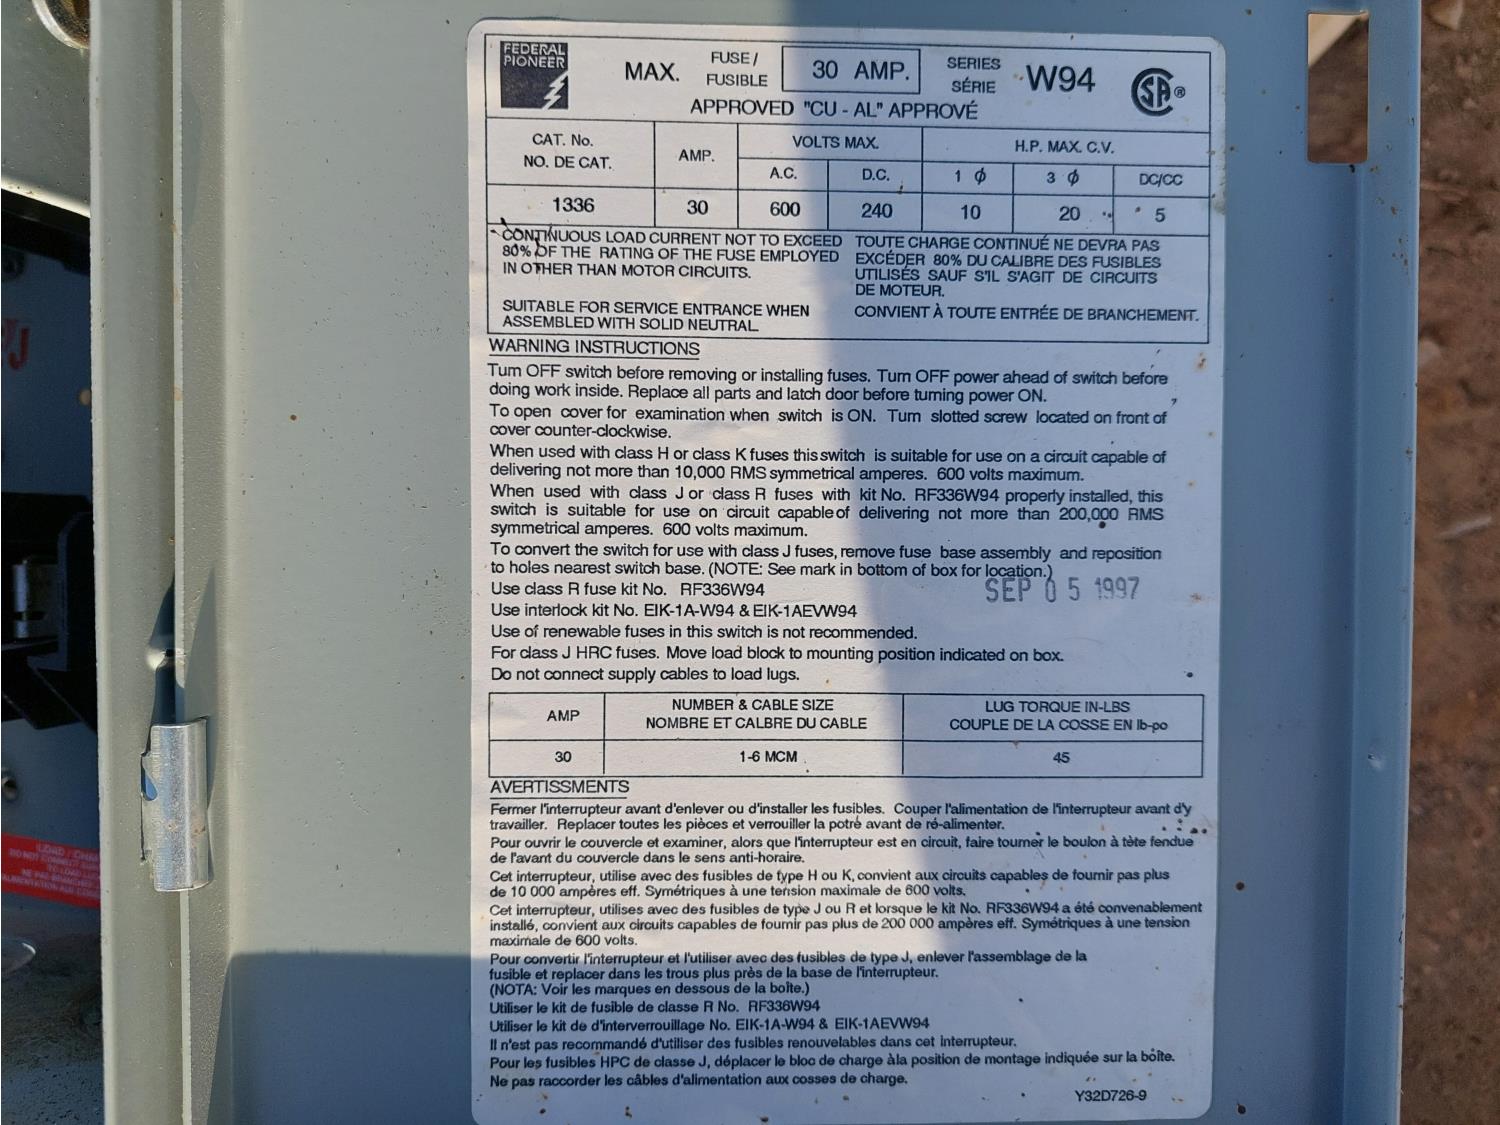 FEDERAL
PIONEER
MAX. FUSE / FUSIBLE 30 AMP. SERIES SÉRIE W94 SA ®
APPROVED "CU - AL" APPROVÉ
CAT. No.
NO. DE CAT.
AMP.
VOLTS MAX.
H.P. MAX. C.V.
A.C. D.C. 1 Φ 3 Φ DC/CC
1336 30 600 240 10 20 5
CONTINUOUS LOAD CURRENT NOT TO EXCEED
80% OF THE RATING OF THE FUSE EMPLOYED
IN OTHER THAN MOTOR CIRCUITS.
SUITABLE FOR SERVICE ENTRANCE WHEN
ASSEMBLED WITH SOLID NEUTRAL
TOUTE CHARGE CONTINUÉ NE DEVRA PAS
EXCÉDER 80% DU CALIBRE DES FUSIBLES
UTILISÉS SAUF S'IL S'AGIT DE CIRCUITS
DE MOTEUR.
CONVIENT À TOUTE ENTRÉE DE BRANCHEMENT.
WARNING INSTRUCTIONS
Turn OFF switch before removing or installing fuses. Turn OFF power ahead of switch before
doing work inside. Replace all parts and latch door before turning power ON.
To open cover for examination when switch is ON. Turn slotted screw located on front of
cover counter-clockwise.
When used with class H or class K fuses this switch is suitable for use on a circuit capable of
delivering not more than 10,000 RMS symmetrical amperes. 600 volts maximum.
When used with class J or class R fuses with kit No. RF336W94 properly installed, this
switch is suitable for use on circuit capable of delivering not more than 200,000 RMS
symmetrical amperes. 600 volts maximum.
To convert the switch for use with class J fuses, remove fuse base assembly and reposition
to holes nearest switch base. (NOTE: See mark in bottom of box for location.)
Use class R fuse kit No. RF336W94
SEP 05 1997
Use interlock kit No. EIK-1A-W94 & EIK-1AEVW94
Use of renewable fuses in this switch is not recommended.
For class J HRC fuses. Move load block to mounting position indicated on box.
Do not connect supply cables to load lugs.
AMP
NUMBER & CABLE SIZE
NOMBRE ET CALBRE DU CABLE
LUG TORQUE IN-LBS
COUPLE DE LA COSSE EN lb-po
30 1-6 MCM 45
AVERTISSMENTS
Fermer l'interrupteur avant d'enlever ou d'installer les fusibles. Couper l'alimentation de l'interrupteur avant d'y
travailler. Replacer toutes les pièces et verrouiller la potré avant de ré-alimenter.
Pour ouvrir le couvercle et examiner, alors que l'interrupteur est en circuit, faire tourner le boulon à tète fendue
de l'avant du couvercle dans le sens anti-horaire.
Cet interrupteur, utilise avec des fusibles de type H ou K, convient aux circuits capables de fournir pas plus
de 10 000 ampères eff. Symétriques à une tension maximale de 600 volts.
Cet interrupteur, utilises avec des fusibles de type J ou R et lorsque le kit No. RF336W94 a été convenablement
installé, convient aux circuits capables de fournir pas plus de 200 000 ampères eff. Symétriques à une tension
maximale de 600 volts.
Pour convertir l'interrupteur et l'utiliser avec des fusibles de type J, enlever l'assemblage de la
fusible et replacer dans les trous plus près de la base de l'interrupteur.
(NOTA: Voir les marques en dessous de la boîte.)
Utiliser le kit de fusible de classe R No. RF336W94
Utiliser le kit de d'interverrouillage No. EIK-1A-W94 & EIK-1AEVW94
Il n'est pas recommandé d'utiliser des fusibles renouvelables dans cet interrupteur.
Pour les fusibles HPC de classe J, déplacer le bloc de charge àla position de montage indiquée sur la boîte.
Ne pas raccorder les câbles d'alimentation aux cosses de charge.
Y32D726-9